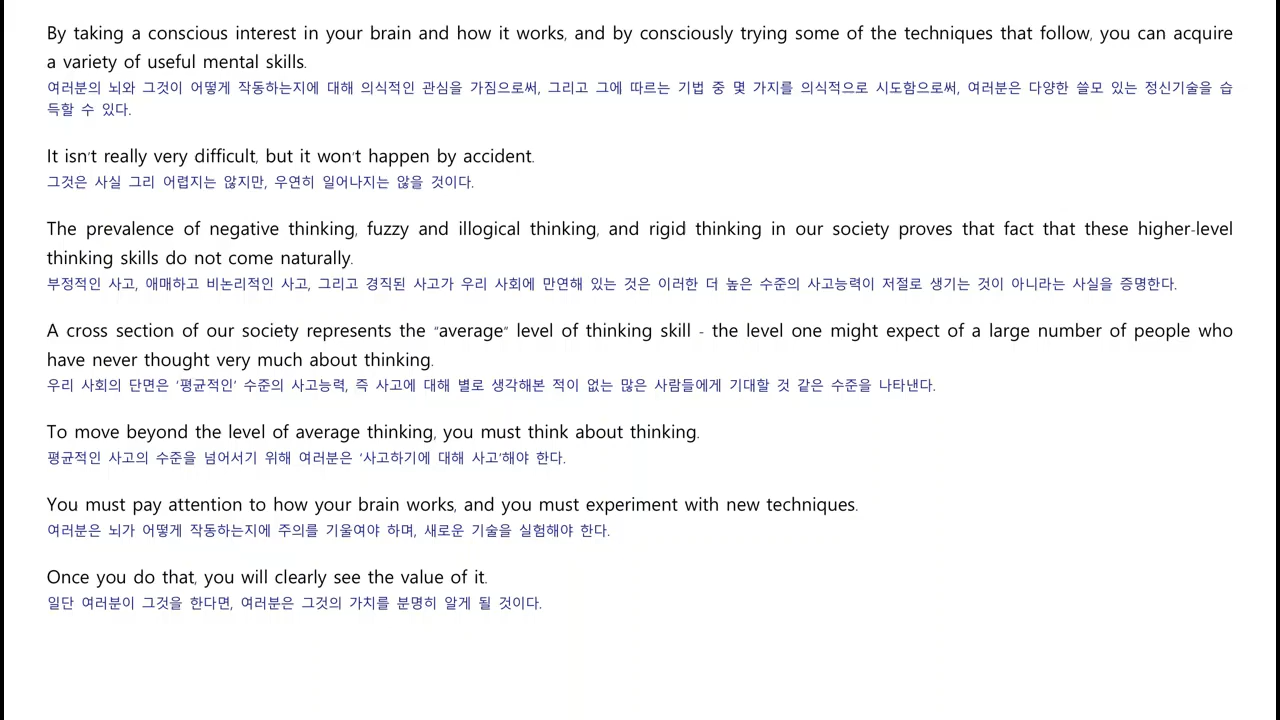 By taking a conscious interest in your brain and how it works, and by consciously trying some of the techniques that follow, you can acquire
a variety of useful mental skills.
여러분의 뇌와 그것이 어떻게 작동하는지에 대해 의식적인 관심을 가짐으로써, 그리고 그에 따르는 기법 중 몇 가지를 의식적으로 시도함으로써, 여러분은 다양한 쓸모 있는 정신기술을 습
득할 수 있다.
It isn't really very difficult, but it won't happen by accident.
그것은 사실 그리 어렵지는 않지만, 우연히 일어나지는 않을 것이다.
The prevalence of negative thinking, fuzzy and illogical thinking, and rigid thinking in our society proves that fact that these higher-level
thinking skills do not come naturally.
부정적인 사고, 애매하고 비논리적인 사고, 그리고 경직된 사고가 우리 사회에 만연해 있는 것은 이러한 더 높은 수준의 사고능력이 저절로 생기는 것이 아니라는 사실을 증명한다.
A cross section of our society represents the "average" level of thinking skill - the level one might expect of a large number of people who
have never thought very much about thinking.
우리 사회의 단면은 '평균적인' 수준의 사고능력, 즉 사고에 대해 별로 생각해본 적이 없는 많은 사람들에게 기대할 것 같은 수준을 나타낸다.
To move beyond the level of average thinking, you must think about thinking.
평균적인 사고의 수준을 넘어서기 위해 여러분은 '사고하기에 대해 사고'해야 한다.
You must pay attention to how your brain works, and you must experiment with new techniques.
여러분은 뇌가 어떻게 작동하는지에 주의를 기울여야 하며, 새로운 기술을 실험해야 한다.
Once you do that, you will clearly see the value of it.
일단 여러분이 그것을 한다면, 여러분은 그것의 가치를 분명히 알게 될 것이다.